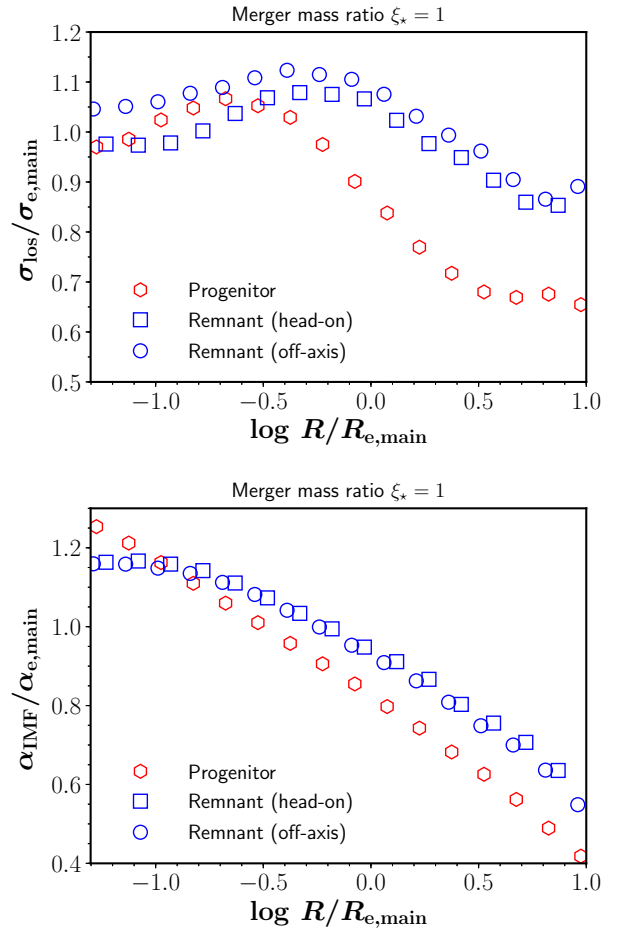 Merger mass ratio ξ⋆ = 1
1.2
1.1
1.0
0.9
0.8
0.7
0.6
0.5
σlos/σe,main
Progenitor
Remnant (head-on)
Remnant (off-axis)
−1.0 −0.5 0.0 0.5 1.0
log R/Re,main
Merger mass ratio ξ⋆ = 1
1.2
1.0
0.8
0.6
0.4
αIMF/αe,main
Progenitor
Remnant (head-on)
Remnant (off-axis)
−1.0 −0.5 0.0 0.5 1.0
log R/Re,main